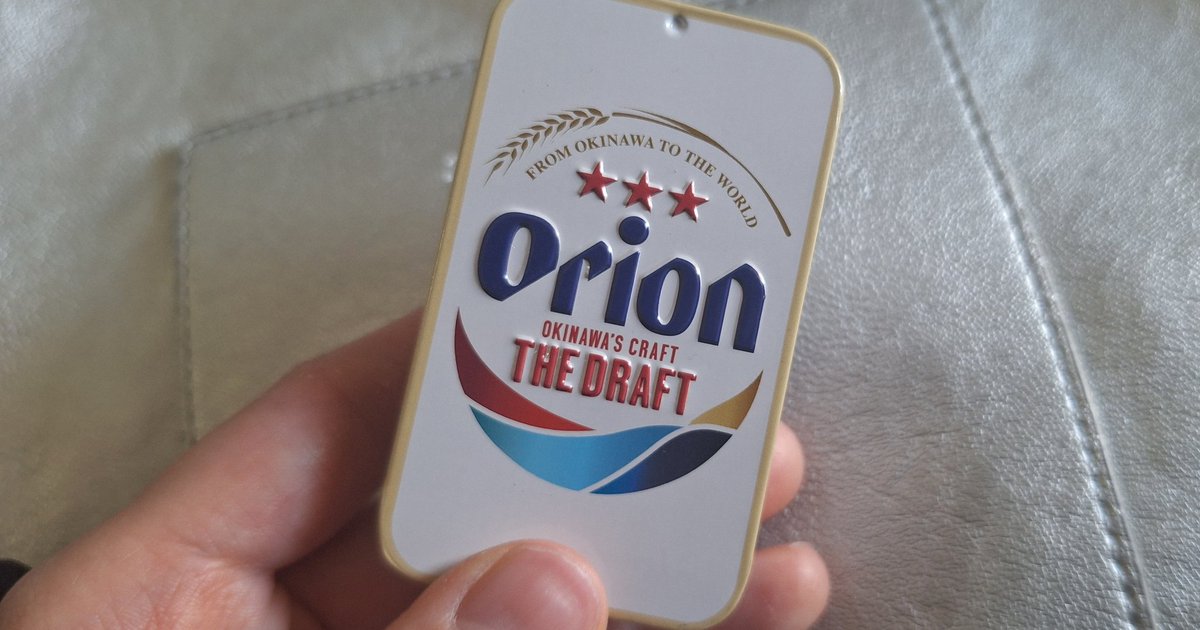 FROM OKINAWA TO THE WORLD
Orion
OKINAWA'S CRAFT
THE DRAFT